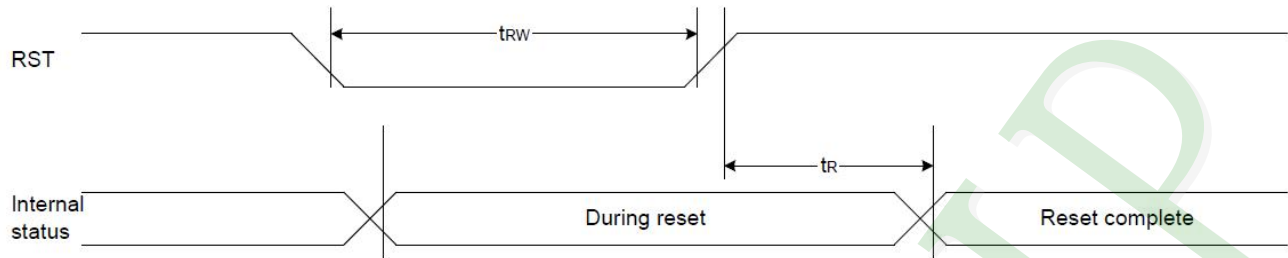 RST
tRW
tR
Internal
status
During reset
Reset complete